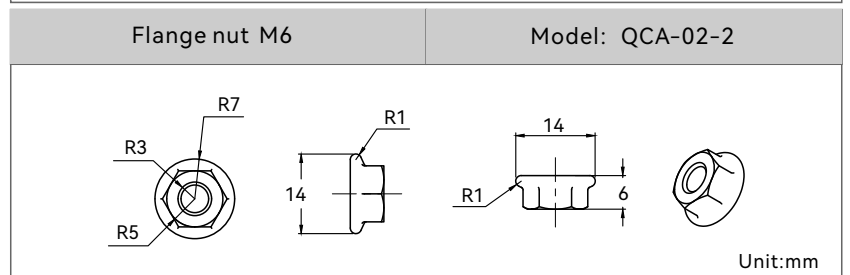 Flange nut M6
Model: QCA-02-2
R7
R3
R5
R1
14
14
R1
6
Unit:mm